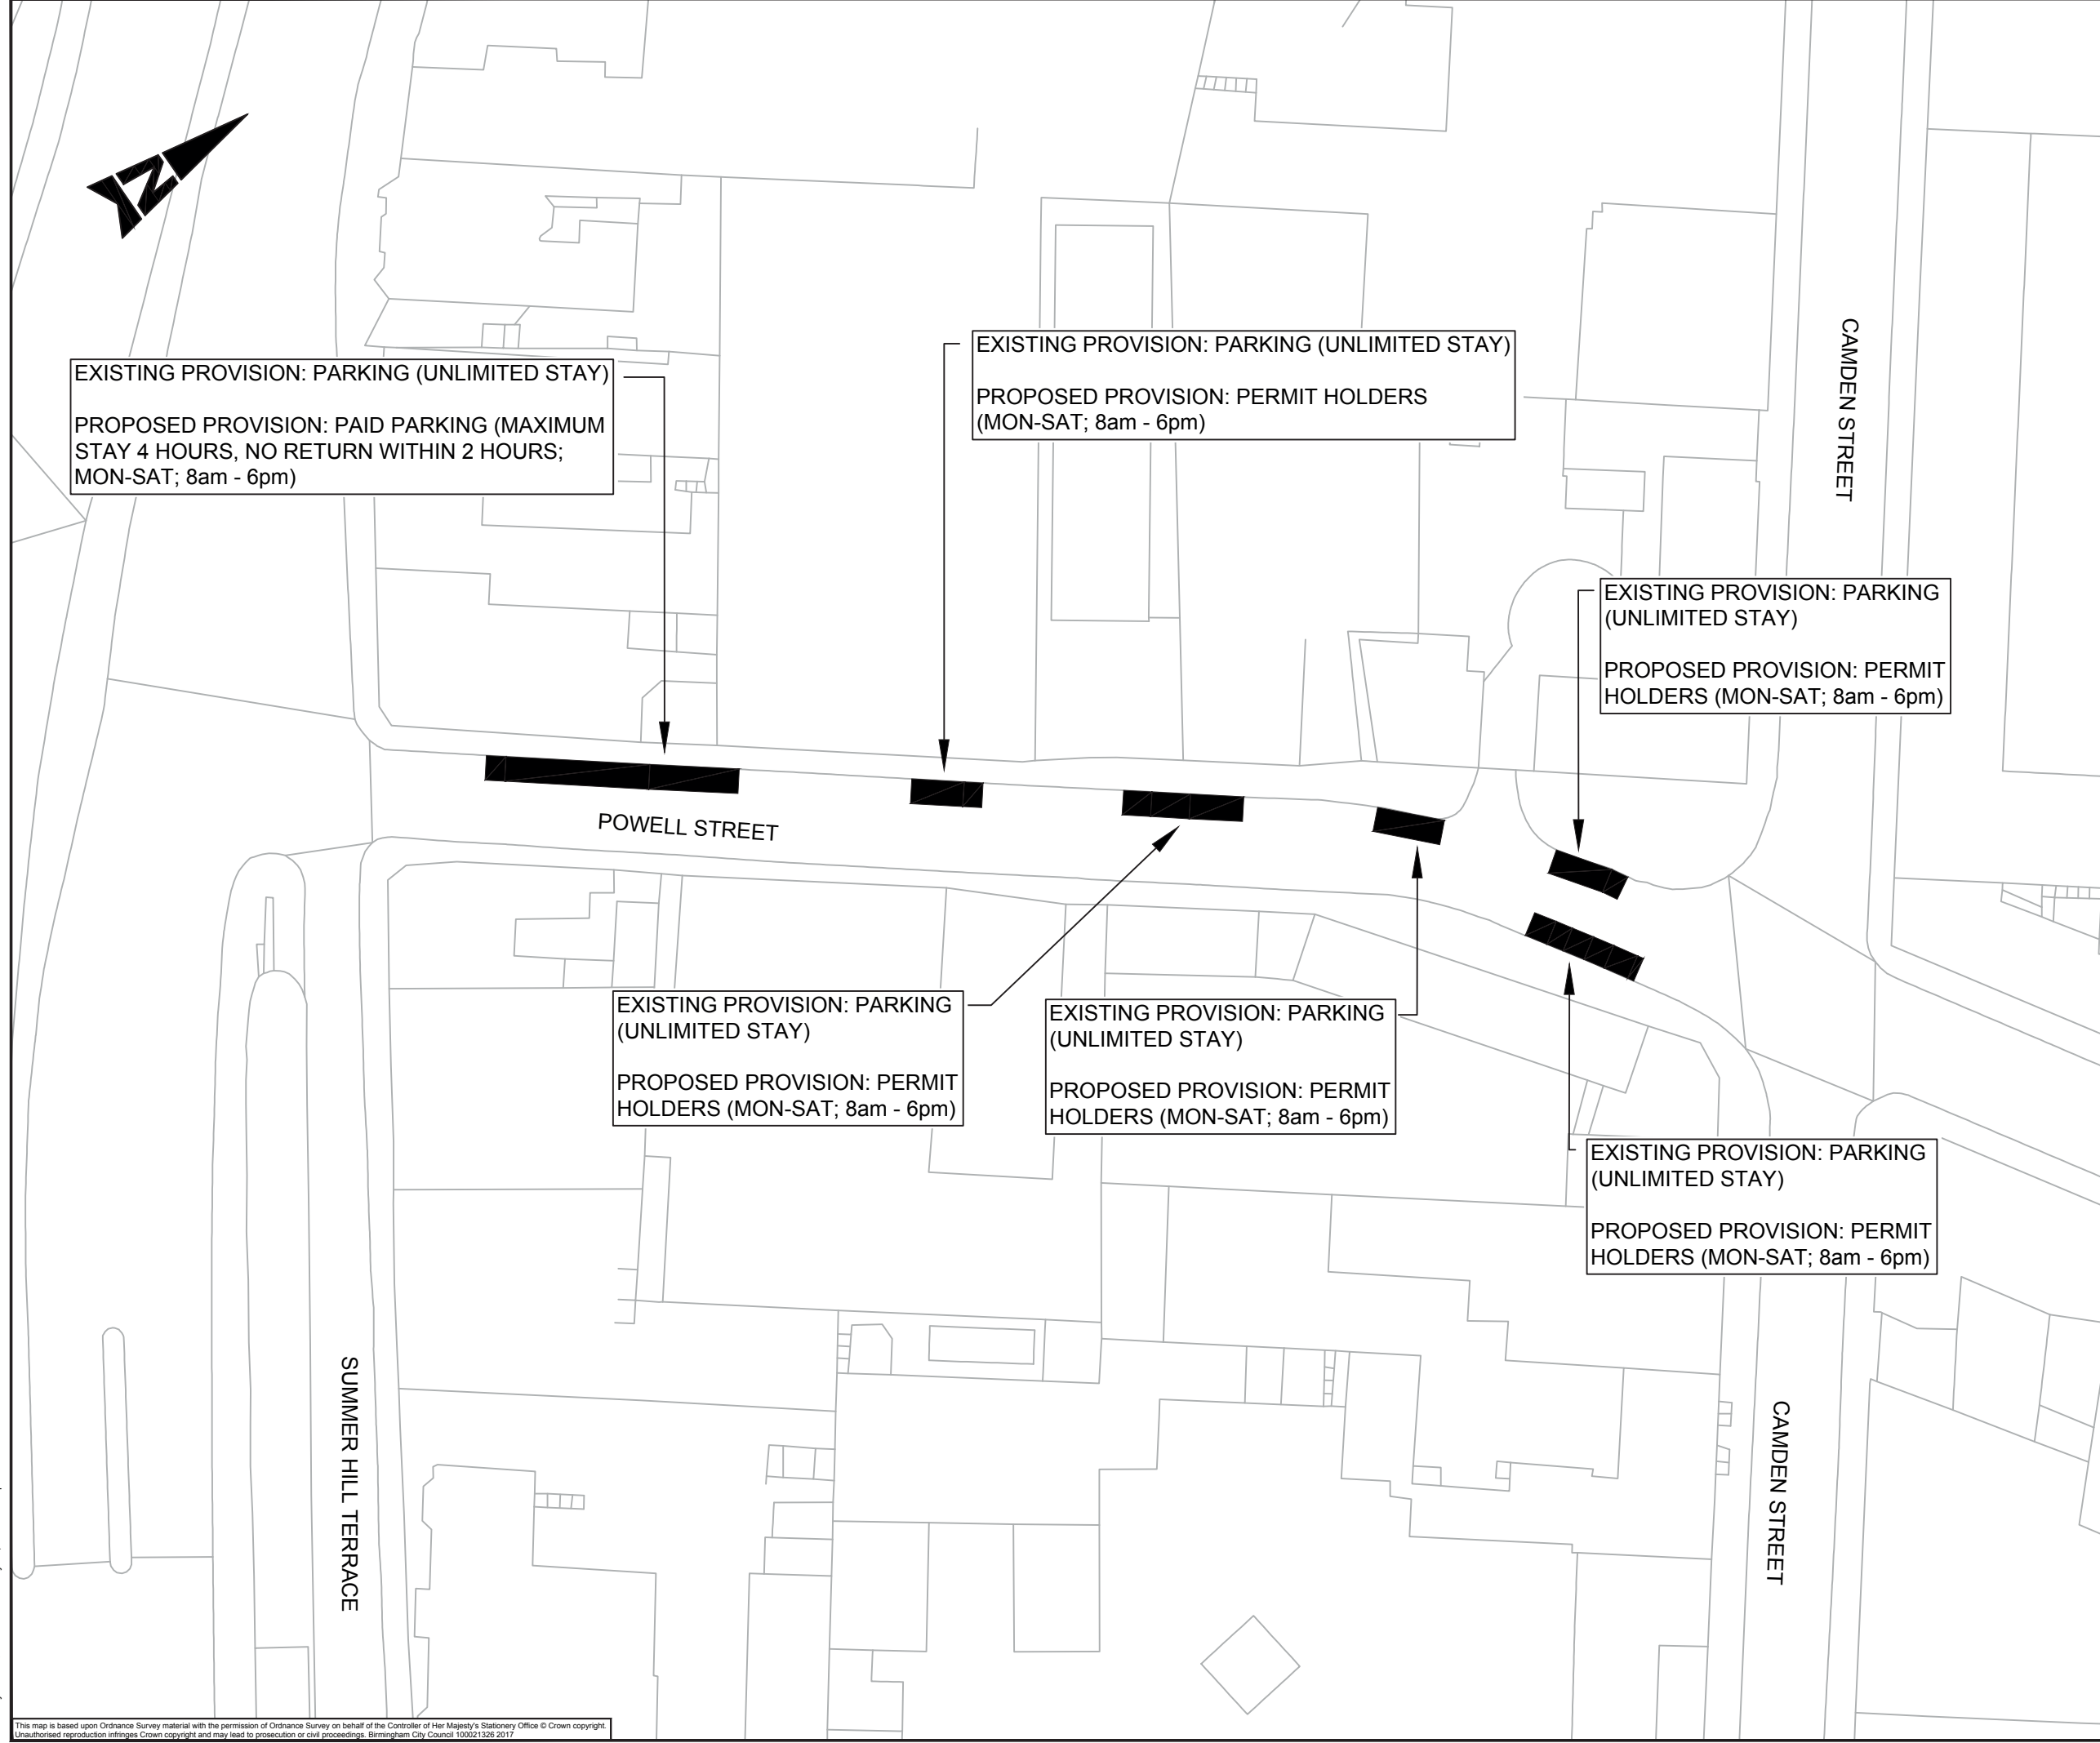 N
EXISTING PROVISION: PARKING (UNLIMITED STAY)
PROPOSED PROVISION: PAID PARKING (MAXIMUM
STAY 4 HOURS, NO RETURN WITHIN 2 HOURS;
MON-SAT; 8am - 6pm)
EXISTING PROVISION: PARKING (UNLIMITED STAY)
PROPOSED PROVISION: PERMIT HOLDERS
(MON-SAT; 8am - 6pm)
CAMDEN STREET
EXISTING PROVISION: PARKING
(UNLIMITED STAY)
PROPOSED PROVISION: PERMIT
HOLDERS (MON-SAT; 8am - 6pm)
POWELL STREET
EXISTING PROVISION: PARKING
(UNLIMITED STAY)
PROPOSED PROVISION: PERMIT
HOLDERS (MON-SAT; 8am - 6pm)
EXISTING PROVISION: PARKING
(UNLIMITED STAY)
PROPOSED PROVISION: PERMIT
HOLDERS (MON-SAT; 8am - 6pm)
EXISTING PROVISION: PARKING
(UNLIMITED STAY)
PROPOSED PROVISION: PERMIT
HOLDERS (MON-SAT; 8am - 6pm)
SUMMER HILL TERRACE
CAMDEN STREET
This map is based upon Ordnance Survey material with the permission of Ordnance Survey on behalf of the Controller of Her Majesty's Stationery Office © Crown copyright.
Unauthorised reproduction infringes Crown copyright and may lead to prosecution or civil proceedings. Birmingham City Council 100021326 2017